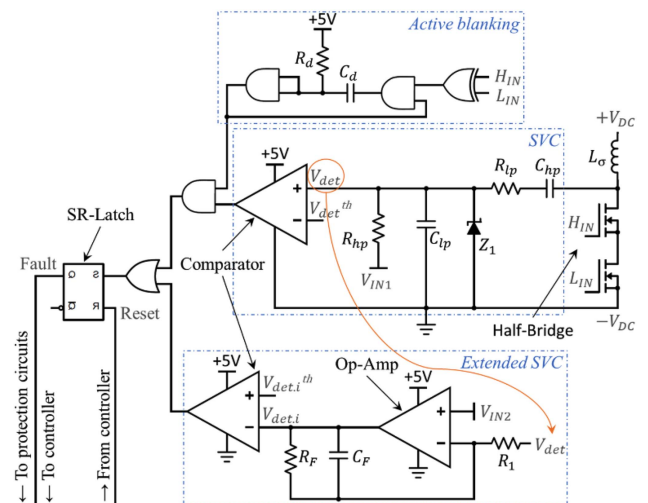 Active blanking
+5V
R_d
C_d
H_IN
L_IN
SVC
+V_DC
L_σ
+5V
V_det
R_lp
C_hp
+
V_det^th
−
R_hp
C_lp
Z_1
H_IN
V_IN1
L_IN
Comparator
Half-Bridge
−V_DC
SR-Latch
Fault
Q
S
Q̅
R
Reset
Extended SVC
Op-Amp
+5V
V_det.i^th
+
V_det.i
−
+5V
+
V_IN2
−
R_F
C_F
R_1
V_det
← To protection circuits
← To controller
→ From controller